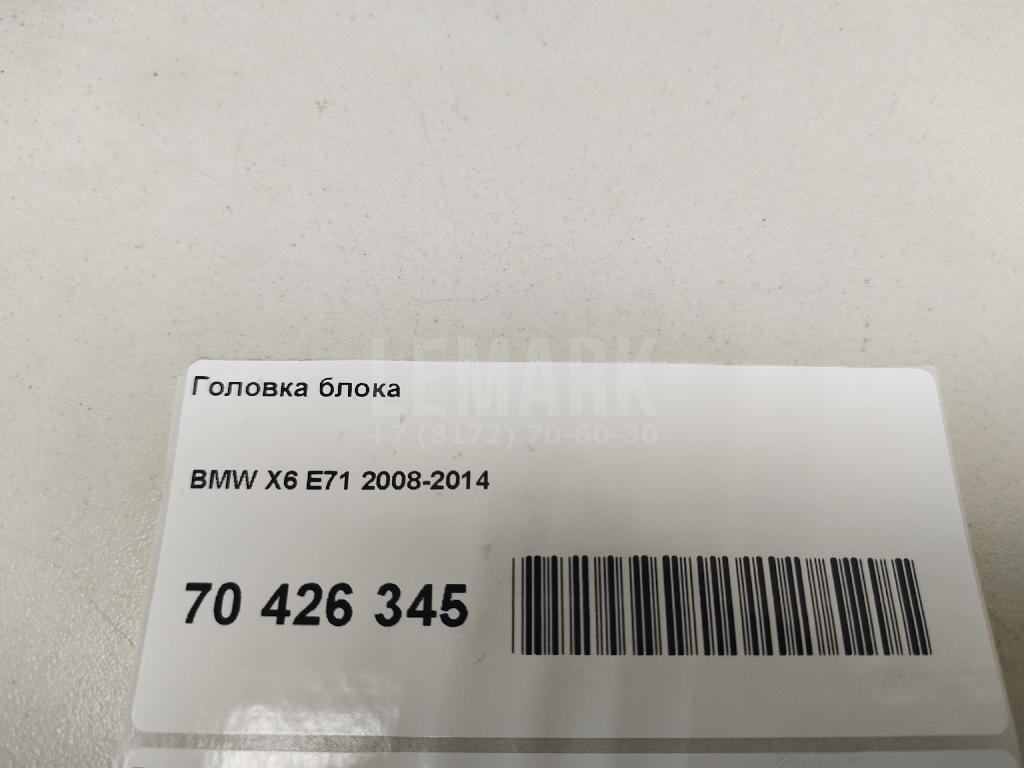 LEMARK
+7 (8172) 70-60-30
Головка блока
BMW X6 E71 2008-2014
70 426 345